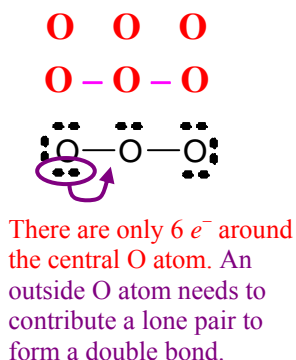 O O O
O – O – O
O — O — O
There are only 6 e⁻ around
the central O atom. An
outside O atom needs to
contribute a lone pair to
form a double bond.